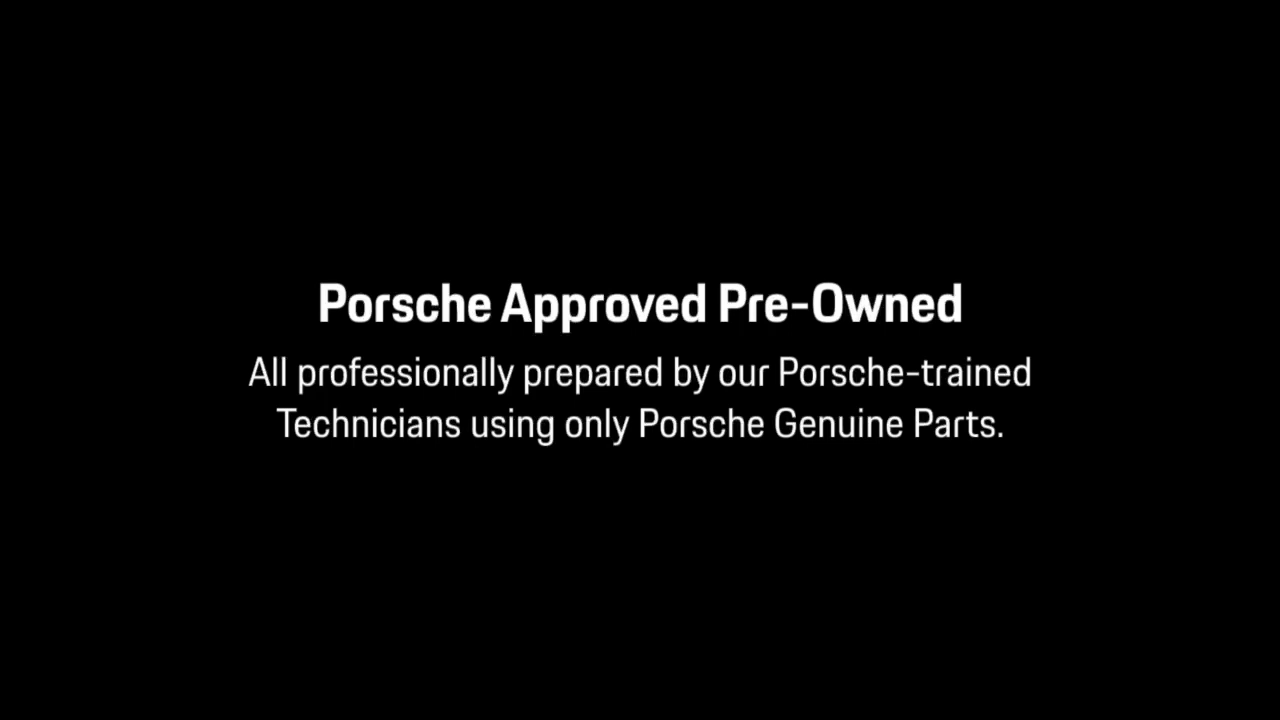 Porsche Approved Pre-Owned
All professionally prepared by our Porsche-trained
Technicians using only Porsche Genuine Parts.